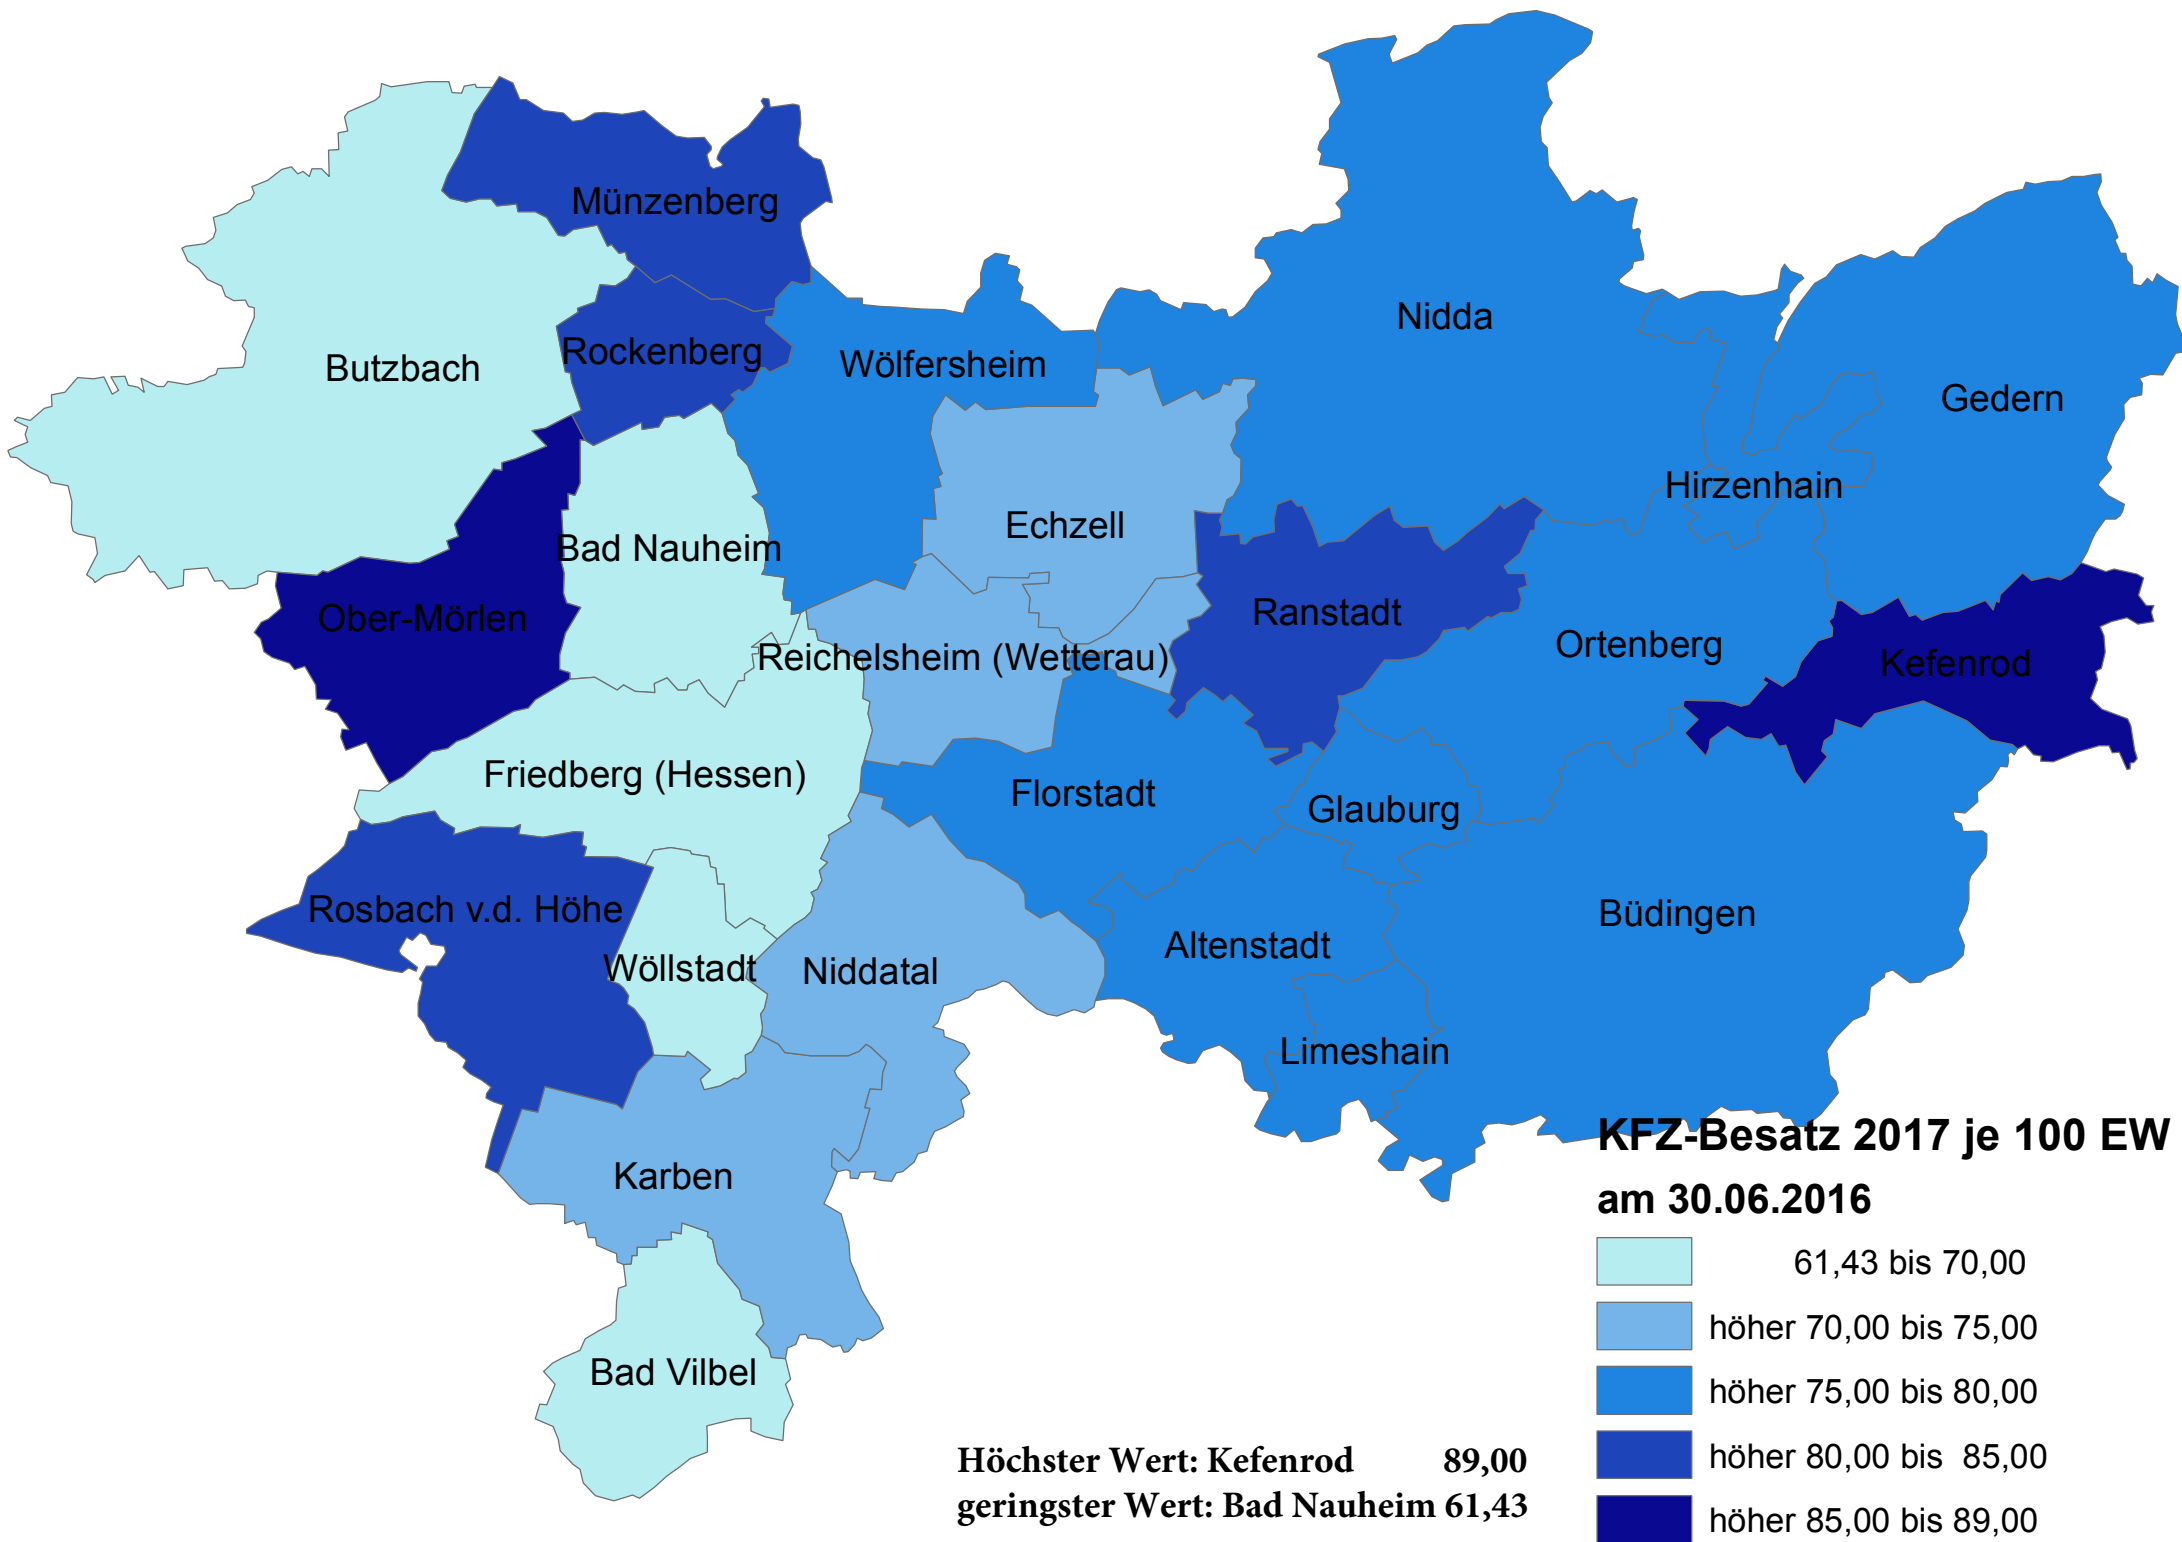 Münzenberg
Nidda
Rockenberg
Wölfersheim
Butzbach
Gedern
Hirzenhain
Echzell
Bad Nauheim
Ranstadt
Ober-Mörlen
Ortenberg
Reichelsheim (Wetterau)
Kefenrod
Friedberg (Hessen)
Florstadt
Glauburg
Rosbach v.d. Höhe
Büdingen
Altenstadt
Wöllstadt
Niddatal
Limeshain
Karben
Bad Vilbel
KFZ-Besatz 2017 je 100 EW
am 30.06.2016
61,43 bis 70,00
höher 70,00 bis 75,00
höher 75,00 bis 80,00
höher 80,00 bis 85,00
höher 85,00 bis 89,00
Höchster Wert: Kefenrod 89,00
geringster Wert: Bad Nauheim 61,43